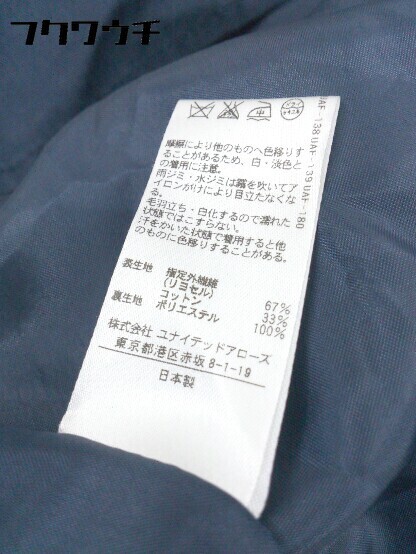 フクワウチ
UAF-138 UAF-139 UAF-180
摩擦により他のものへ色移りす
ることがあるため、白・淡色と
の着用に注意。
雨ジミ・水ジミは霧を吹いてア
イロンがけにより目立たなくな
る。
毛羽立ち・白化するので濡れた
状態ではこすらない。
汗をかいた状態で着用すると他
のものに色移りすることがある。
表生地 指定外繊維
(リヨセル) 67%
コットン 33%
裏生地 ポリエステル 100%
株式会社 ユナイテッドアローズ
東京都港区赤坂 8-1-19
日本製